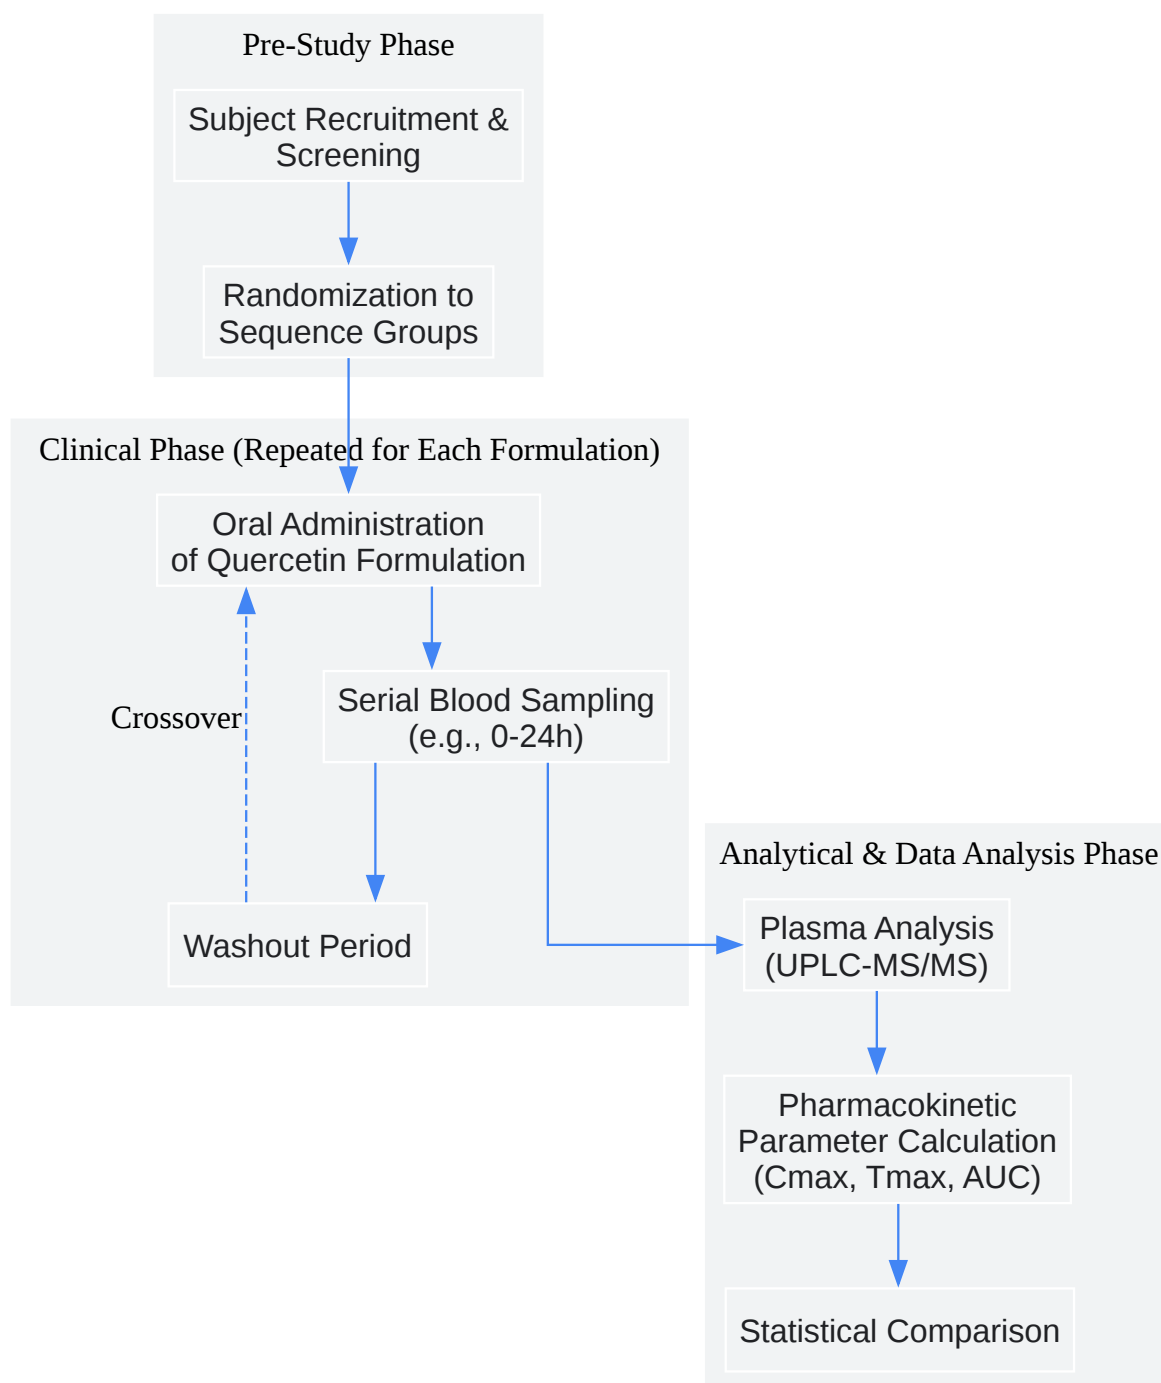 Pre-Study Phase
Subject Recruitment &
Screening
Randomization to
Sequence Groups
Clinical Phase (Repeated for Each Formulation)
Oral Administration
of Quercetin Formulation
Crossover
Serial Blood Sampling
(e.g., 0-24h)
Washout Period
Analytical & Data Analysis Phase
Plasma Analysis
(UPLC-MS/MS)
Pharmacokinetic
Parameter Calculation
(Cmax, Tmax, AUC)
Statistical Comparison